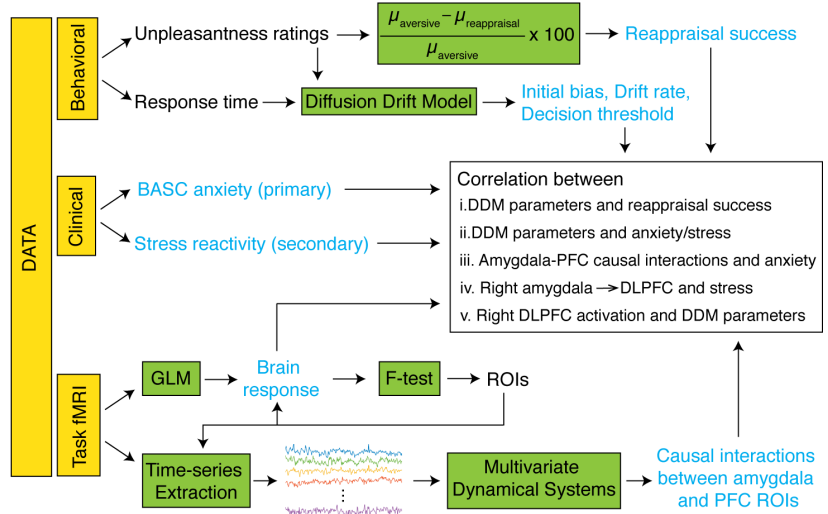 DATA
Behavioral
Unpleasantness ratings
μaversive – μreappraisal
μaversive
x 100
Reappraisal success
Response time
Diffusion Drift Model
Initial bias, Drift rate,
Decision threshold
Clinical
BASC anxiety (primary)
Stress reactivity (secondary)
Correlation between
i.DDM parameters and reappraisal success
ii.DDM parameters and anxiety/stress
iii. Amygdala-PFC causal interactions and anxiety
iv. Right amygdala → DLPFC and stress
v. Right DLPFC activation and DDM parameters
Task fMRI
GLM
Brain
response
F-test
ROIs
Time-series
Extraction
⋮
Multivariate
Dynamical Systems
Causal interactions
between amygdala
and PFC ROIs